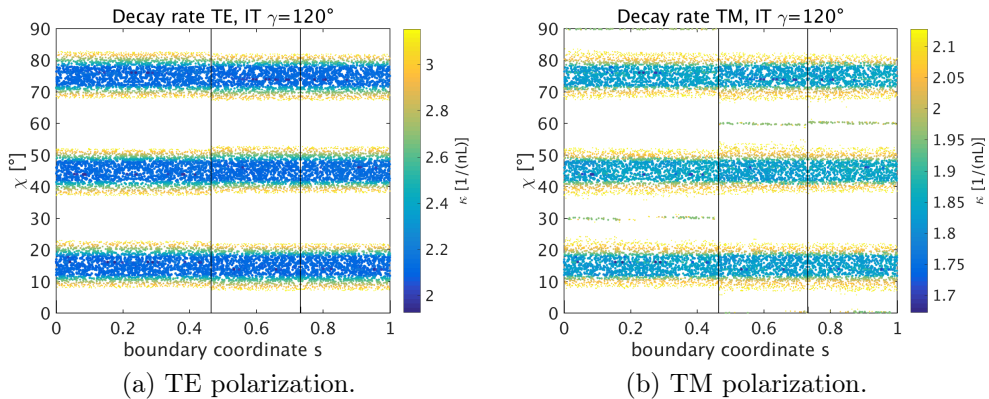 Decay rate TE, IT γ=120°
90
80
70
60
50
40
30
20
10
0
χ [°]
0 0.2 0.4 0.6 0.8 1
boundary coordinate s
3
2.8
2.6
2.4
2.2
2
κ [1/(nL)]
(a) TE polarization.
Decay rate TM, IT γ=120°
90
80
70
60
50
40
30
20
10
0
χ [°]
0 0.2 0.4 0.6 0.8 1
boundary coordinate s
2.1
2.05
2
1.95
1.9
1.85
1.8
1.75
1.7
κ [1/(nL)]
(b) TM polarization.